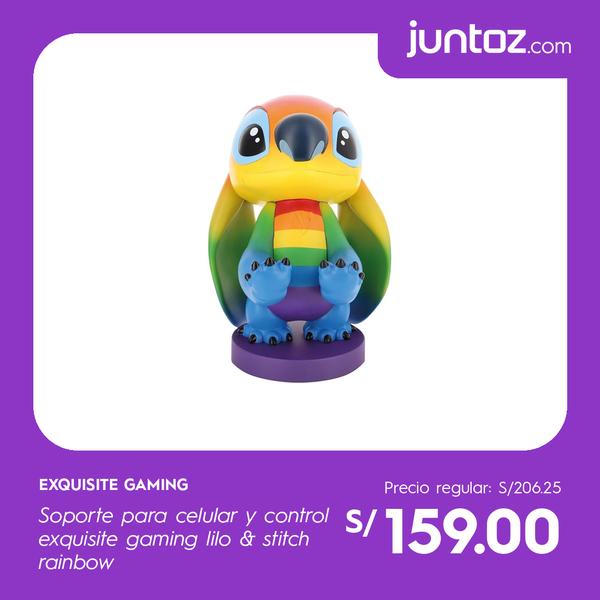 juntoz.com
EXQUISITE GAMING
Soporte para celular y control
exquisite gaming lilo & stitch
rainbow
Precio regular: S/206.25
S/159.00